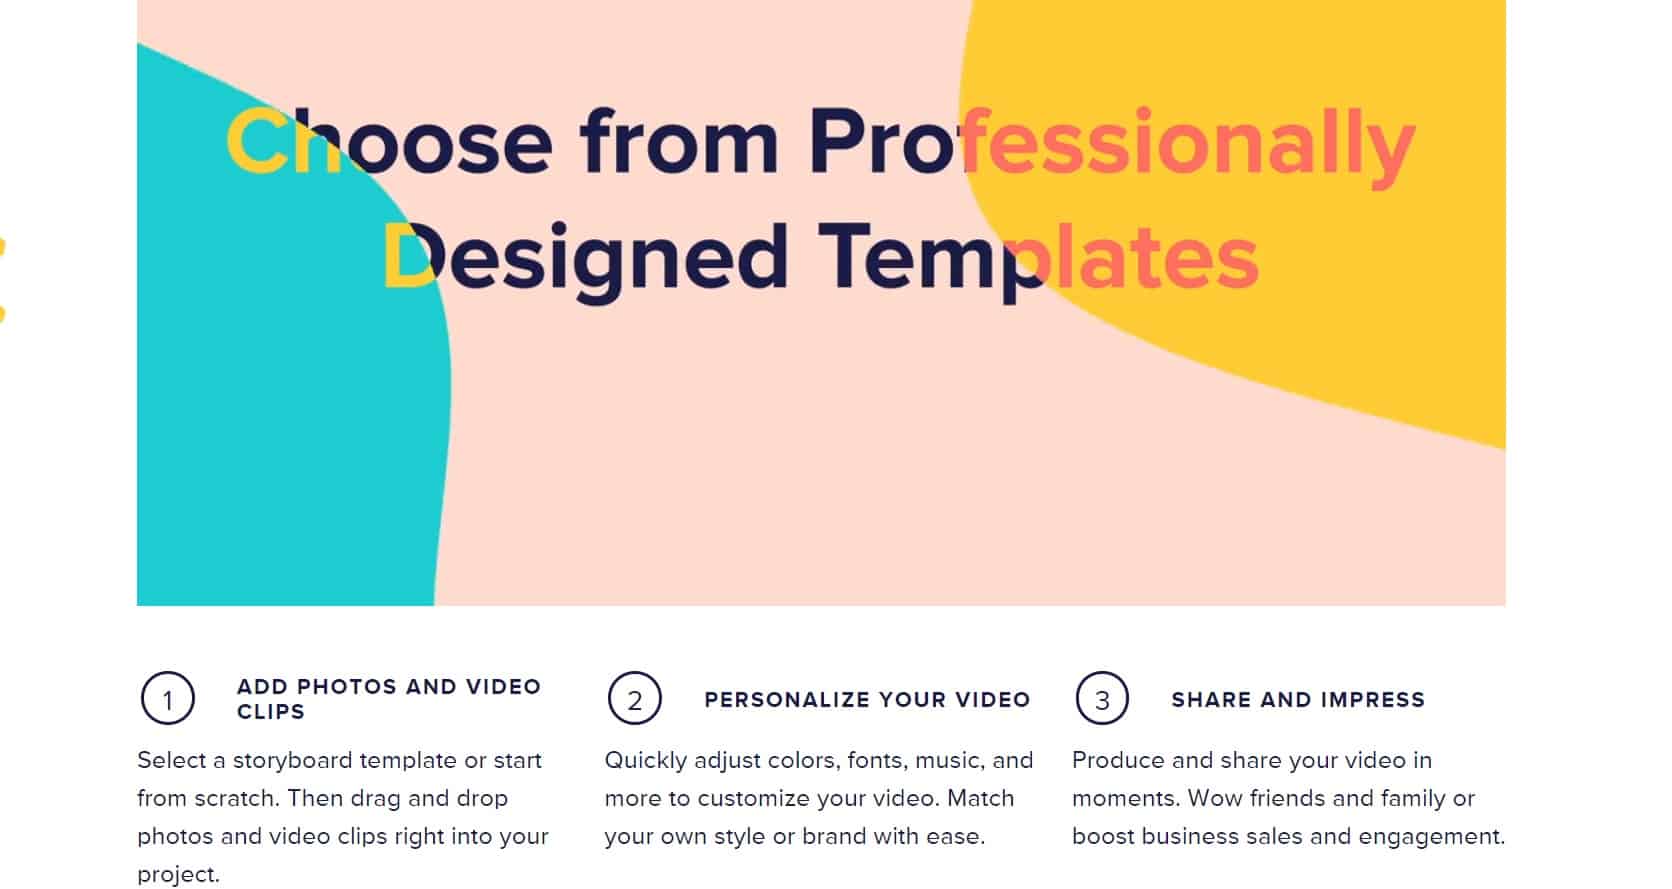 Choose from Professionally
Designed Templates
1
ADD PHOTOS AND VIDEO
CLIPS
Select a storyboard template or start
from scratch. Then drag and drop
photos and video clips right into your
project.
2
PERSONALIZE YOUR VIDEO
Quickly adjust colors, fonts, music, and
more to customize your video. Match
your own style or brand with ease.
3
SHARE AND IMPRESS
Produce and share your video in
moments. Wow friends and family or
boost business sales and engagement.